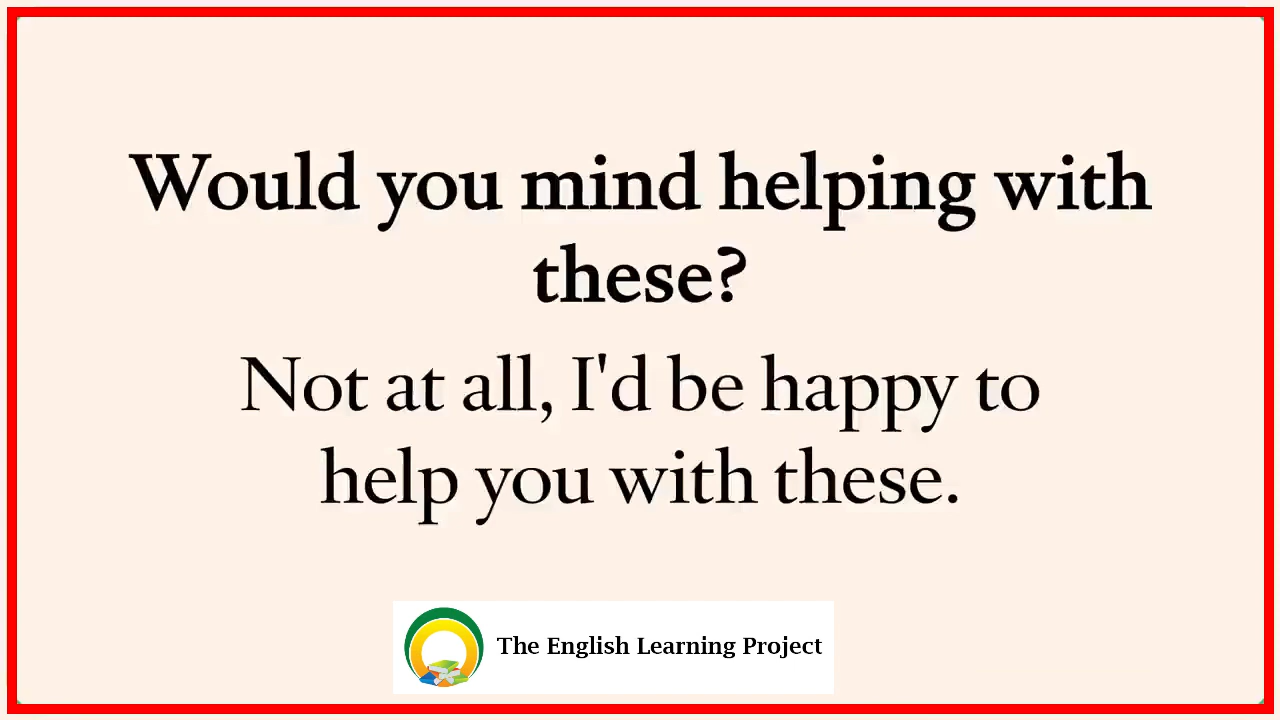 Would you mind helping with
these?
Not at all, I'd be happy to
help you with these.
The English Learning Project